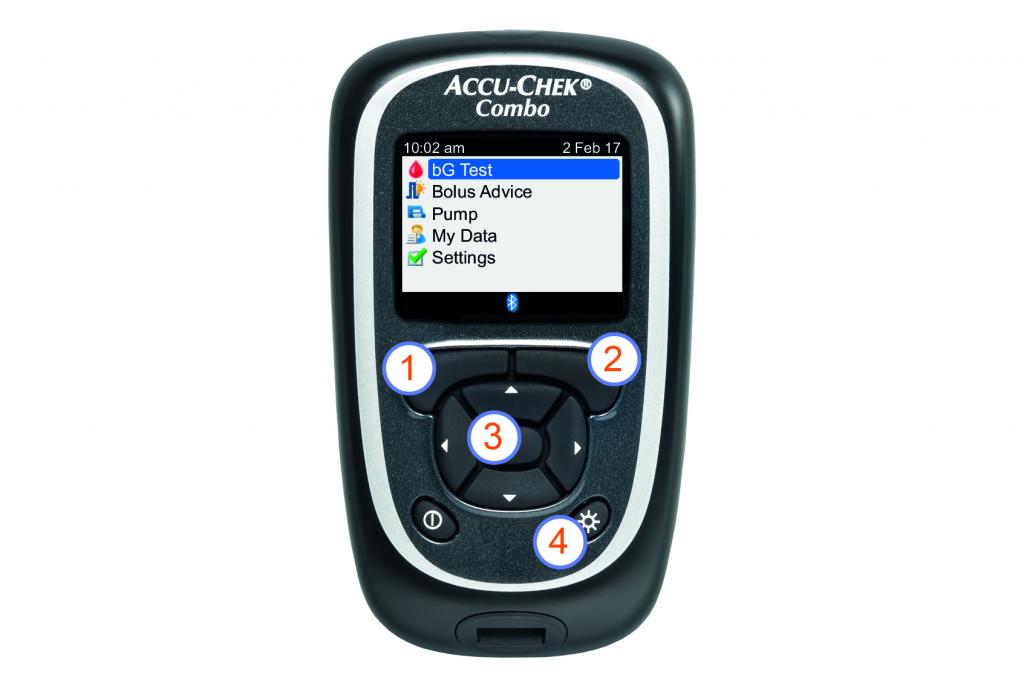 ACCU-CHEK®
Combo
10:02 am 2 Feb 17
bG Test
Bolus Advice
Pump
My Data
Settings
1
2
3
4